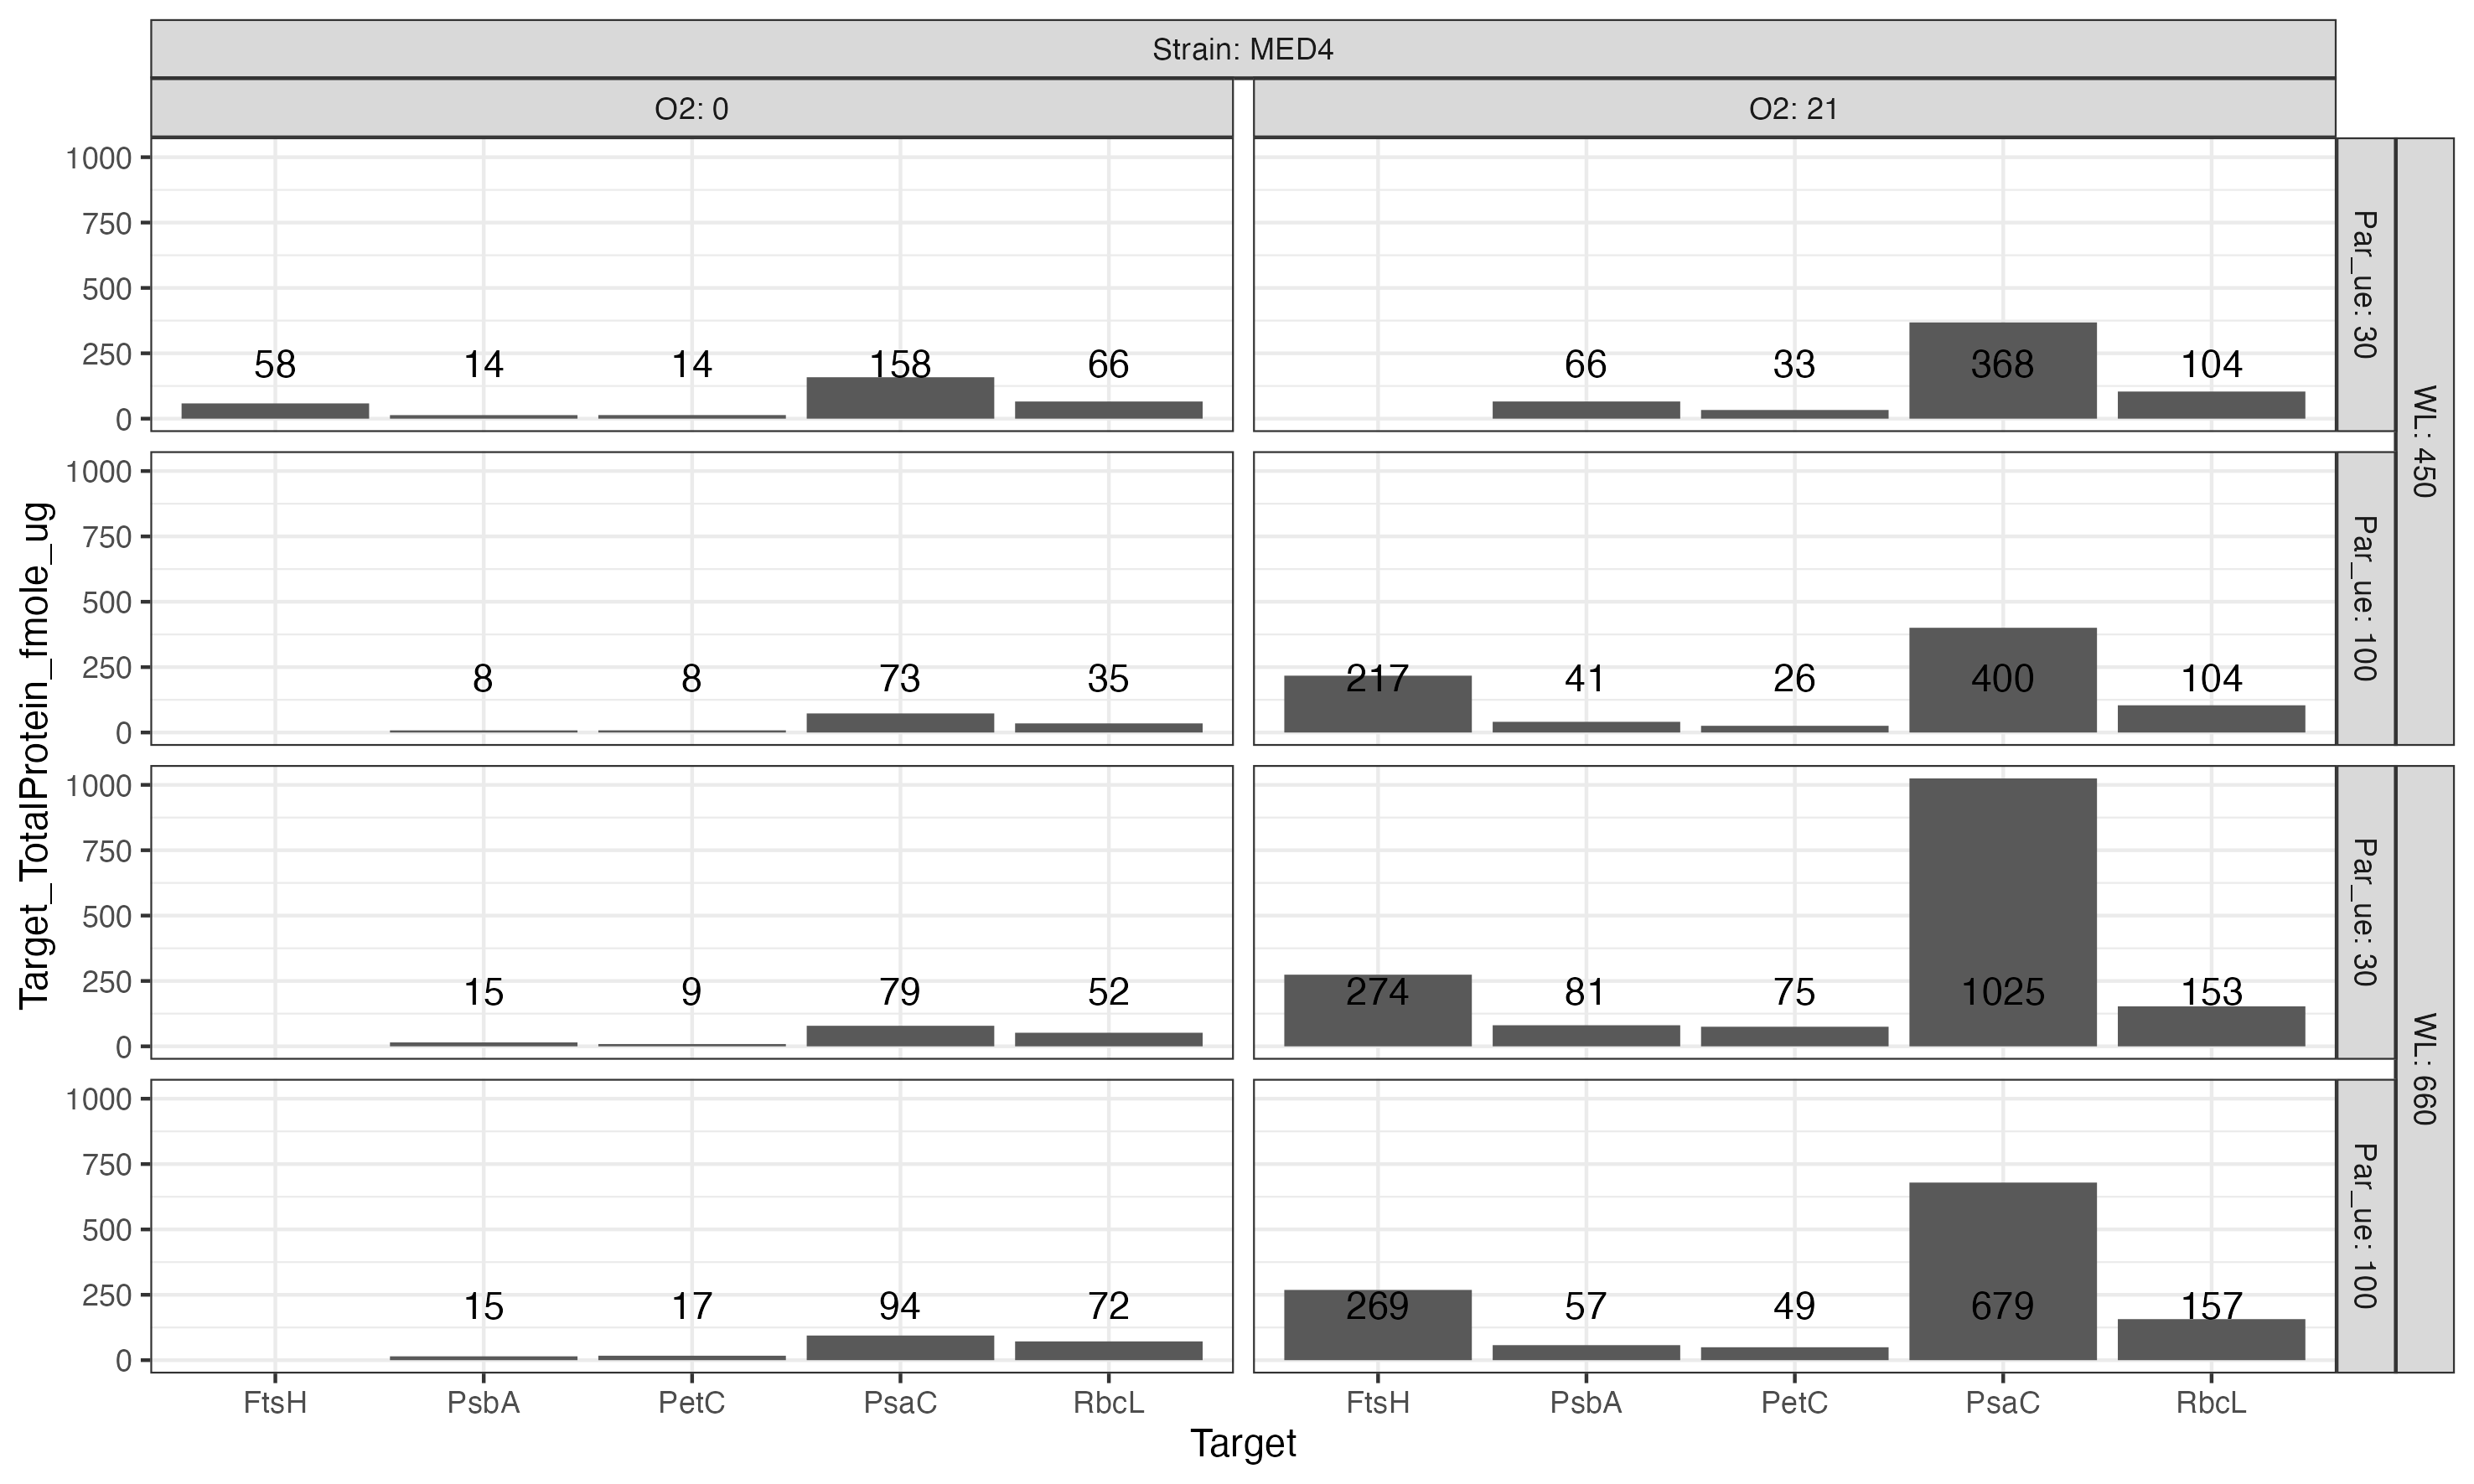 Strain: MED4
O2: 0
O2: 21
1000
750
500
250
0
58 14 14 158 66
66 33 368 104
Par_ue: 30
WL: 450
1000
750
500
250
0
8 8 73 35
217 41 26 400 104
Par_ue: 100
1000
750
500
250
0
15 9 79 52
274 81 75 1025 153
Par_ue: 30
WL: 660
1000
750
500
250
0
15 17 94 72
269 57 49 679 157
Par_ue: 100
FtsH PsbA PetC PsaC RbcL
FtsH PsbA PetC PsaC RbcL
Target
Target_TotalProtein_fmole_ug